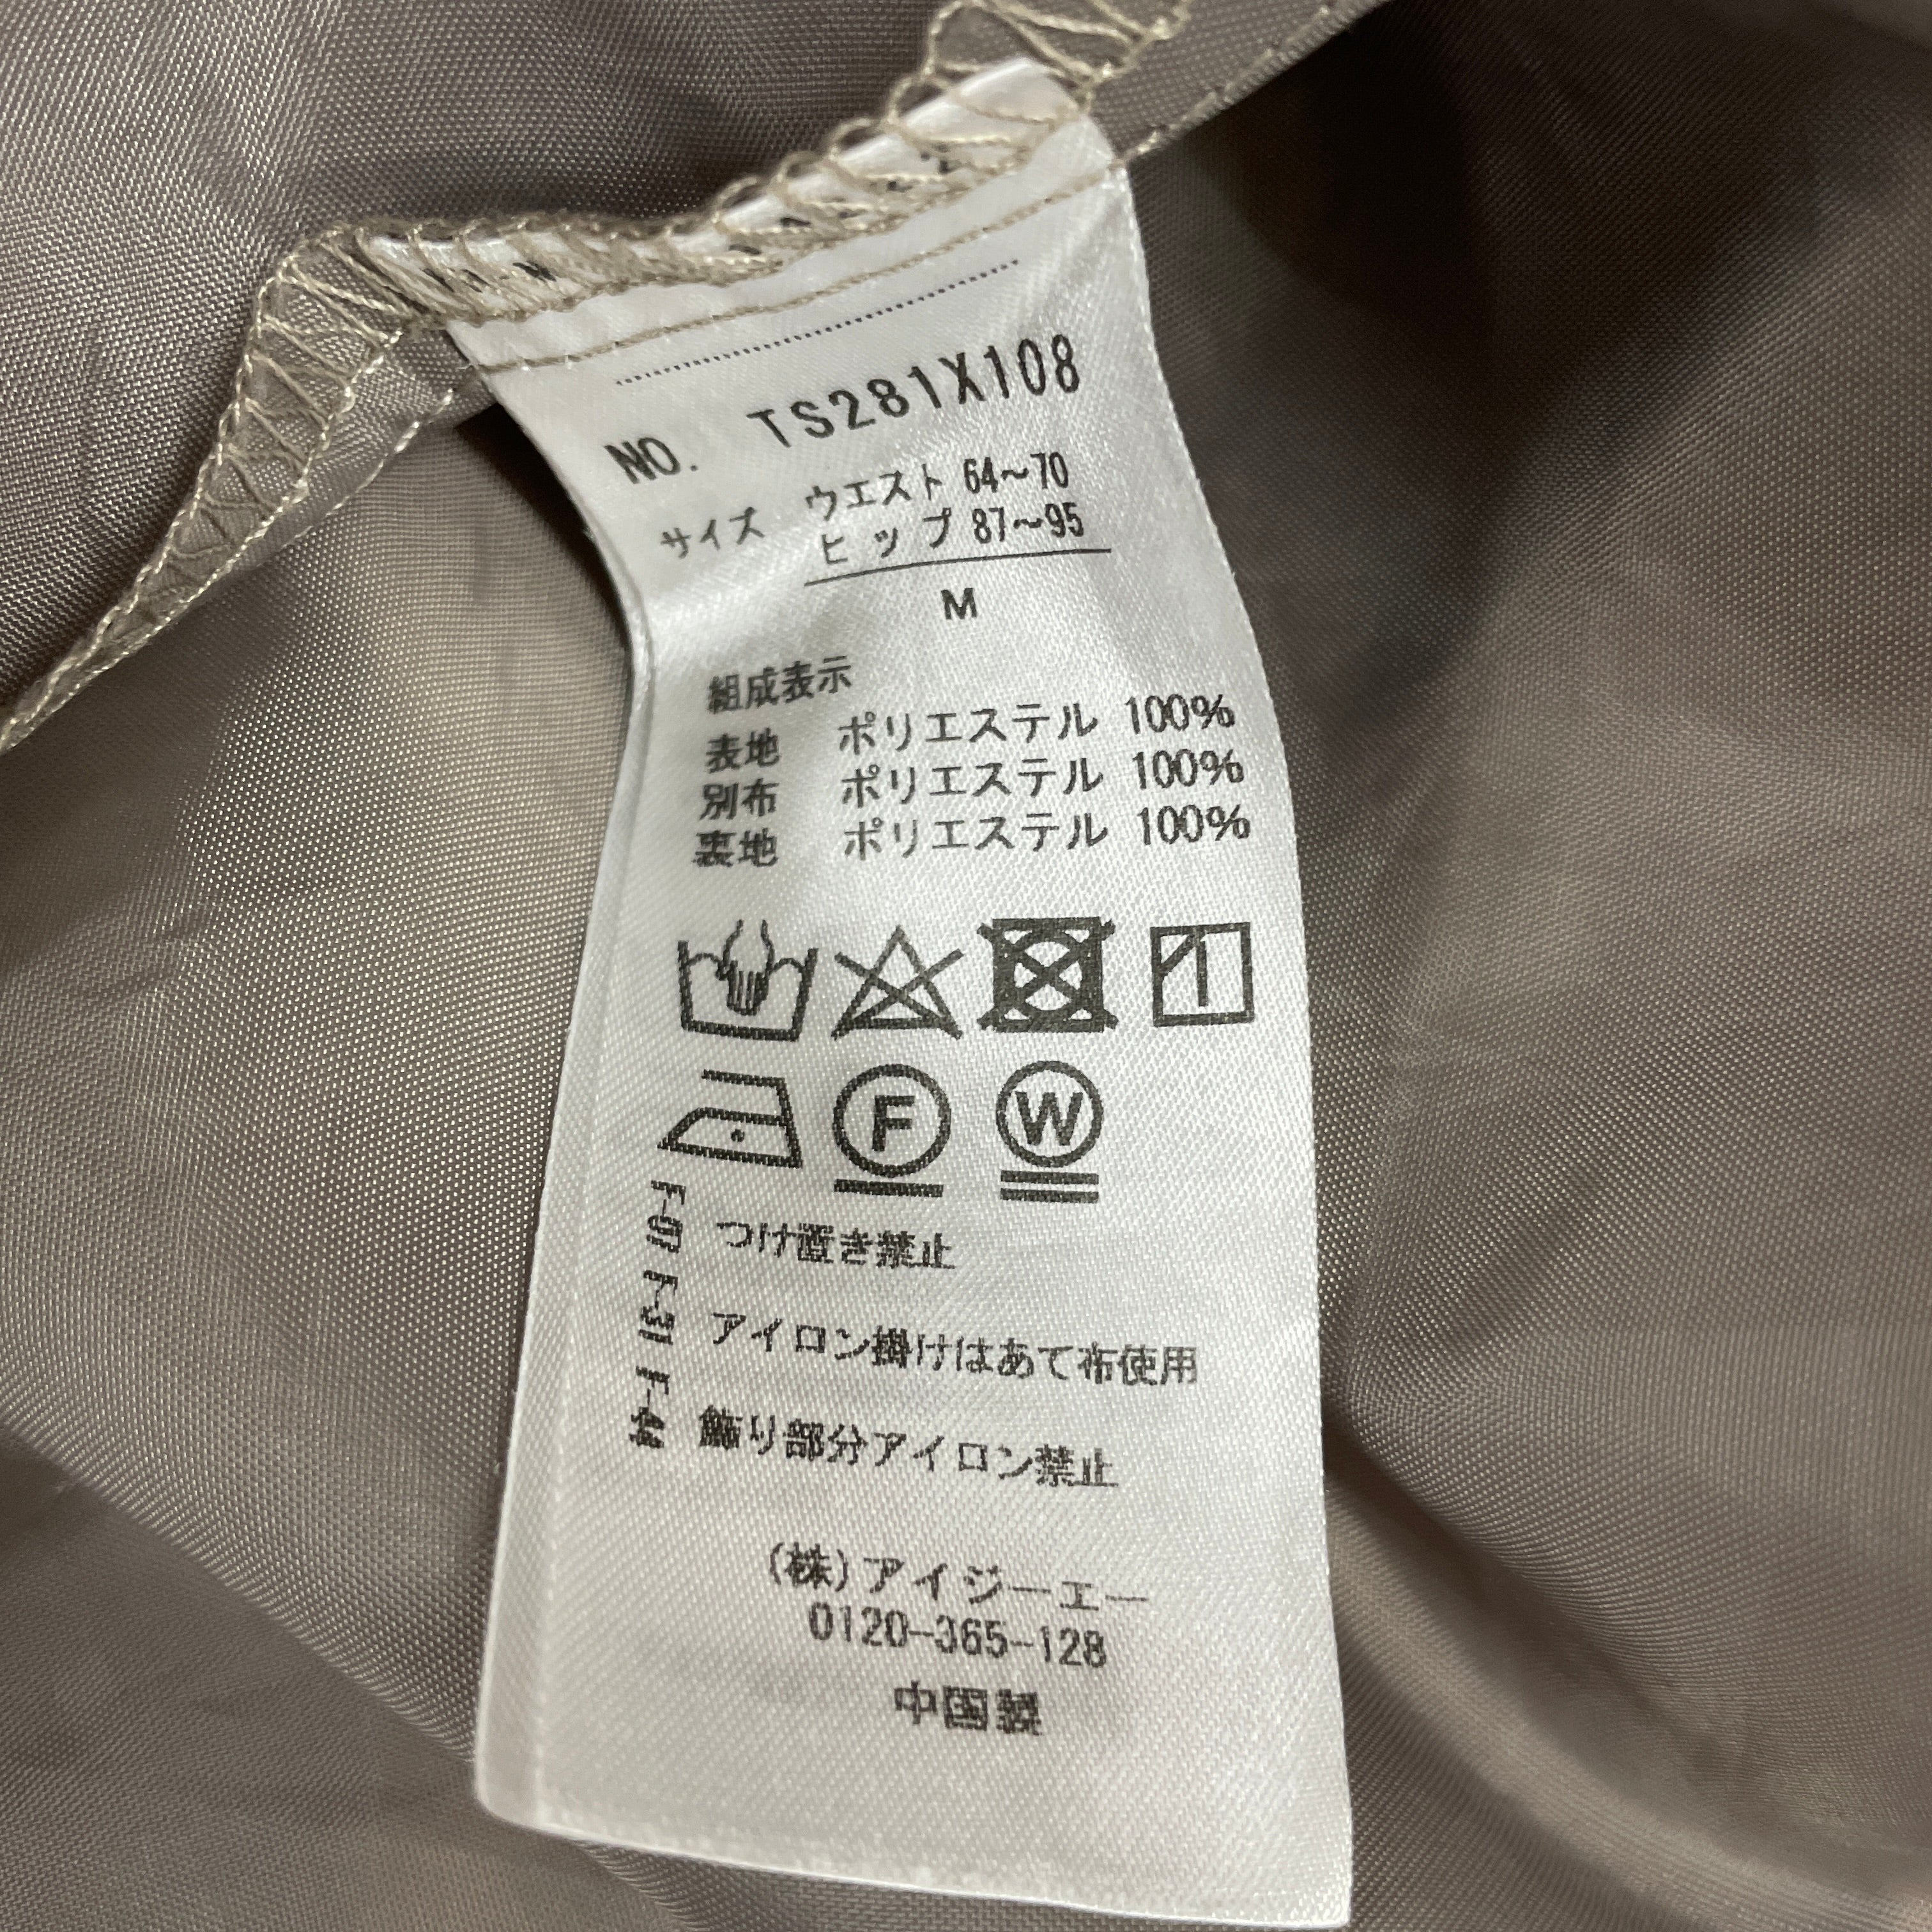 NO. TS281X108
サイズ ウエスト 64～70
ヒップ 87～95
M
組成表示
表地 ポリエステル 100%
別布 ポリエステル 100%
裏地 ポリエステル 100%
F W
つけ置き禁止
アイロン掛けはあて布使用
飾り部分アイロン禁止
(株)アイジーエー
0120-365-128
中国製